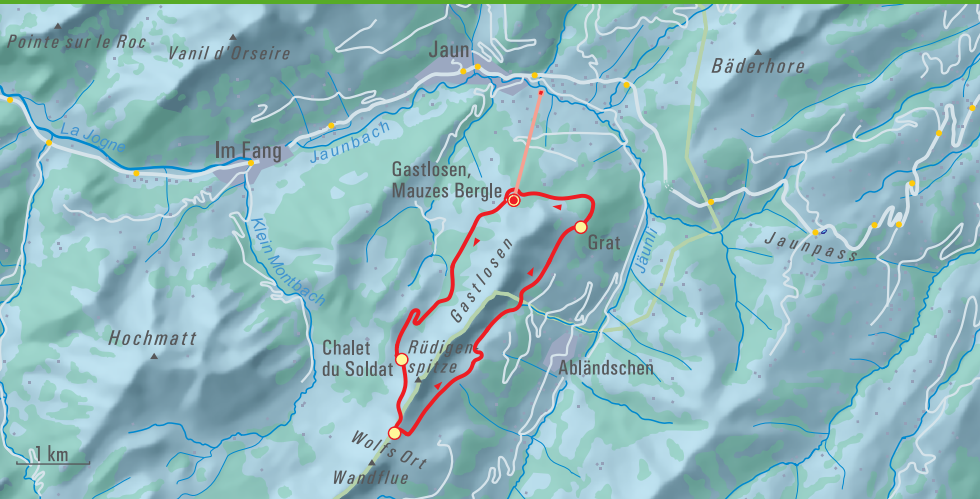 Pointe sur le Roc
Vanil d'Orseire
Jaun
Bäderhore
La Jogne
Jaunbach
Im Fang
Gastlosen,
Mauzes Bergle
Klein Montbach
Gastlosen
Grat
Jäunli
Jaunpass
Hochmatt
Chalet
du Soldat
Rüdigen-
spitze
Abländschen
Wolfs Ort
Wandflue
1 km